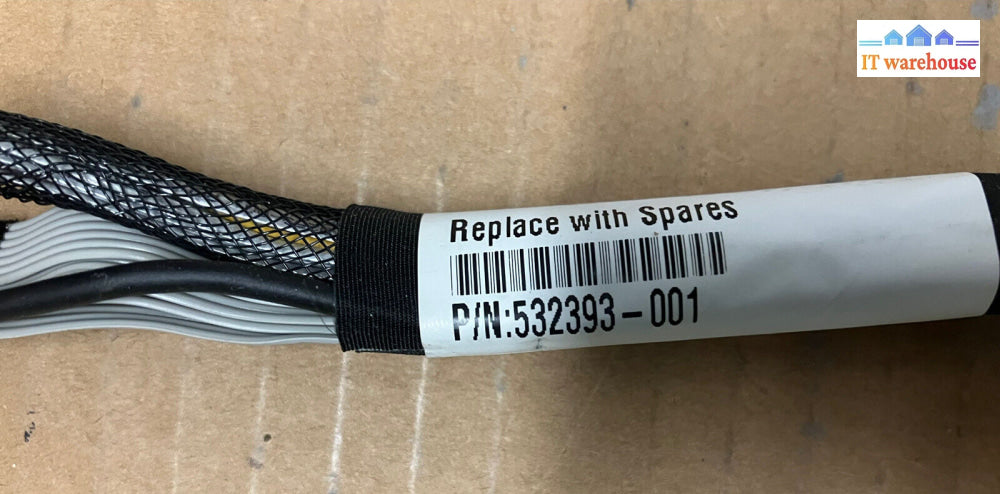 IT warehouse
Replace with Spares
P/N:532393-001